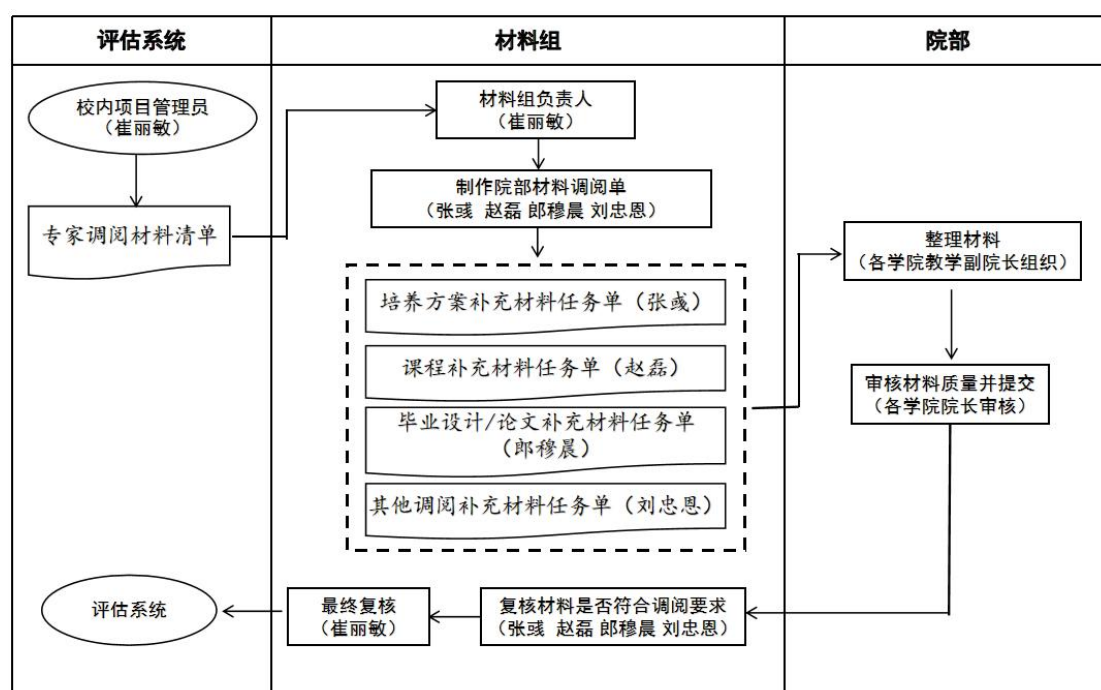 评估系统
材料组
院部
校内项目管理员
（崔丽敏）
专家调阅材料清单
材料组负责人
（崔丽敏）
制作院部材料调阅单
（张彧 赵磊 郎穆晨 刘忠恩）
培养方案补充材料任务单（张彧）
课程补充材料任务单（赵磊）
毕业设计/论文补充材料任务单
（郎穆晨）
其他调阅补充材料任务单（刘忠恩）
整理材料
（各学院教学副院长组织）
审核材料质量并提交
（各学院院长审核）
复核材料是否符合调阅要求
（张彧 赵磊 郎穆晨 刘忠恩）
最终复核
（崔丽敏）
评估系统